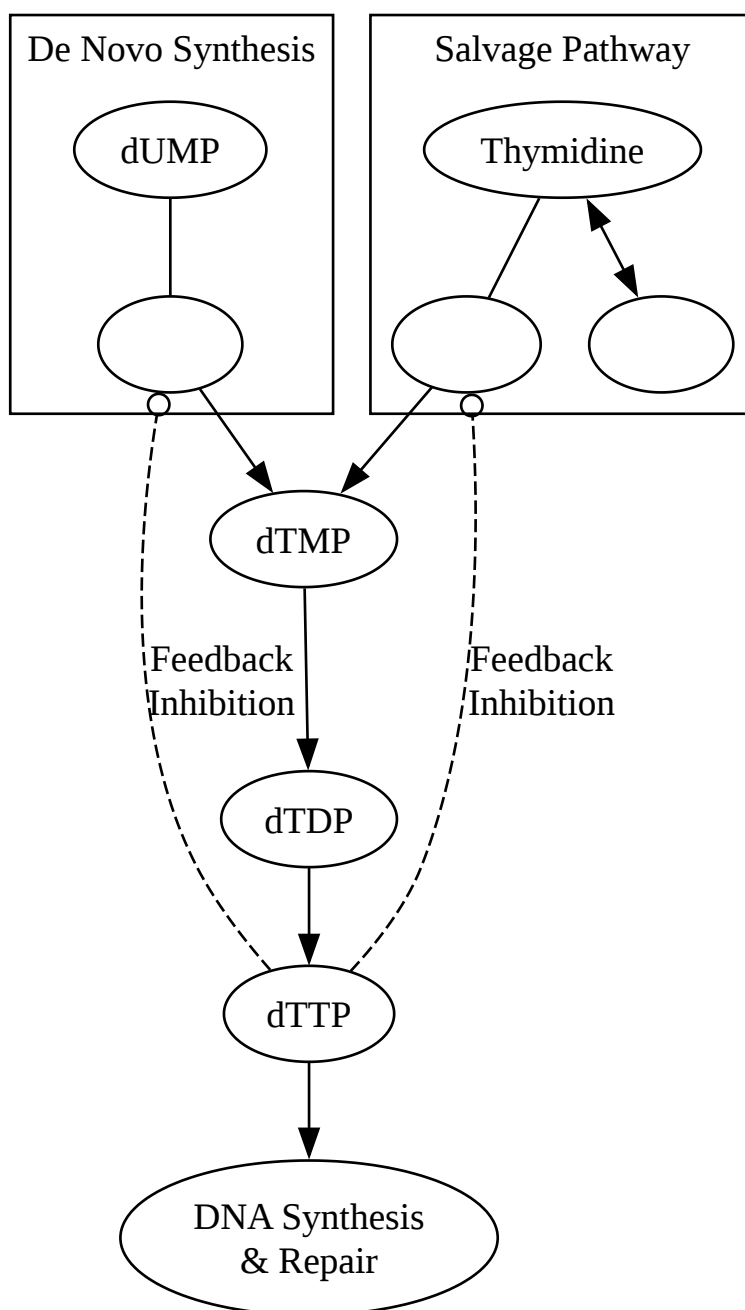 De Novo Synthesis
Salvage Pathway
dUMP
Thymidine
dTMP
Feedback
Inhibition
Feedback
Inhibition
dTDP
dTTP
DNA Synthesis
& Repair